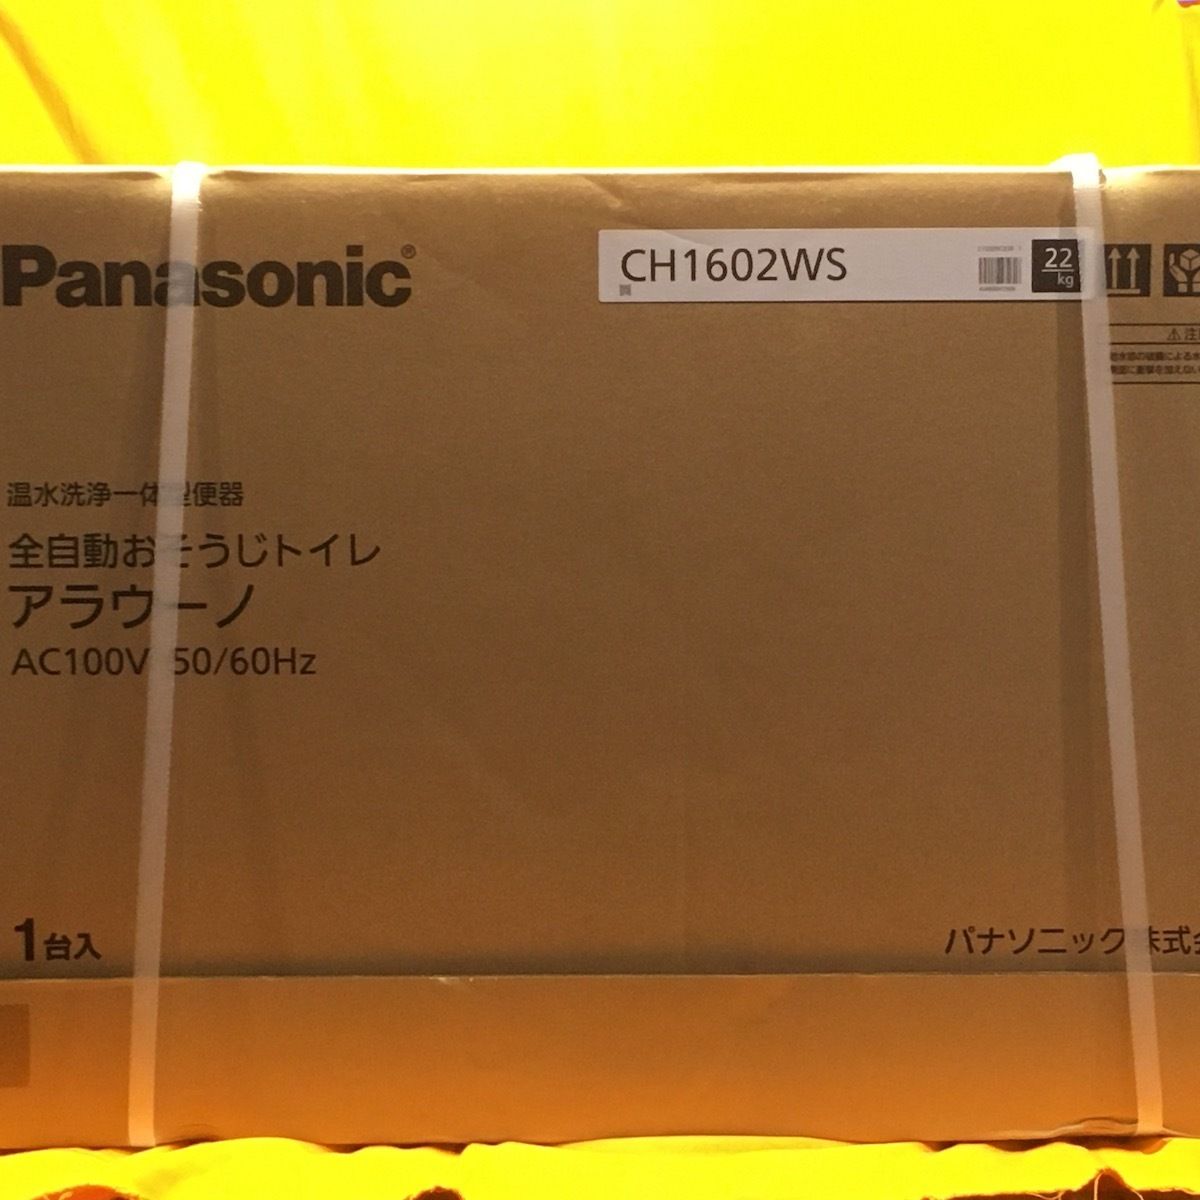 Panasonic®
CH1602WS
22
kg
⚠注
温水洗浄一体型便器
全自動おそうじトイレ
アラウーノ
AC100V 50/60Hz
1台入
パナソニック株式会